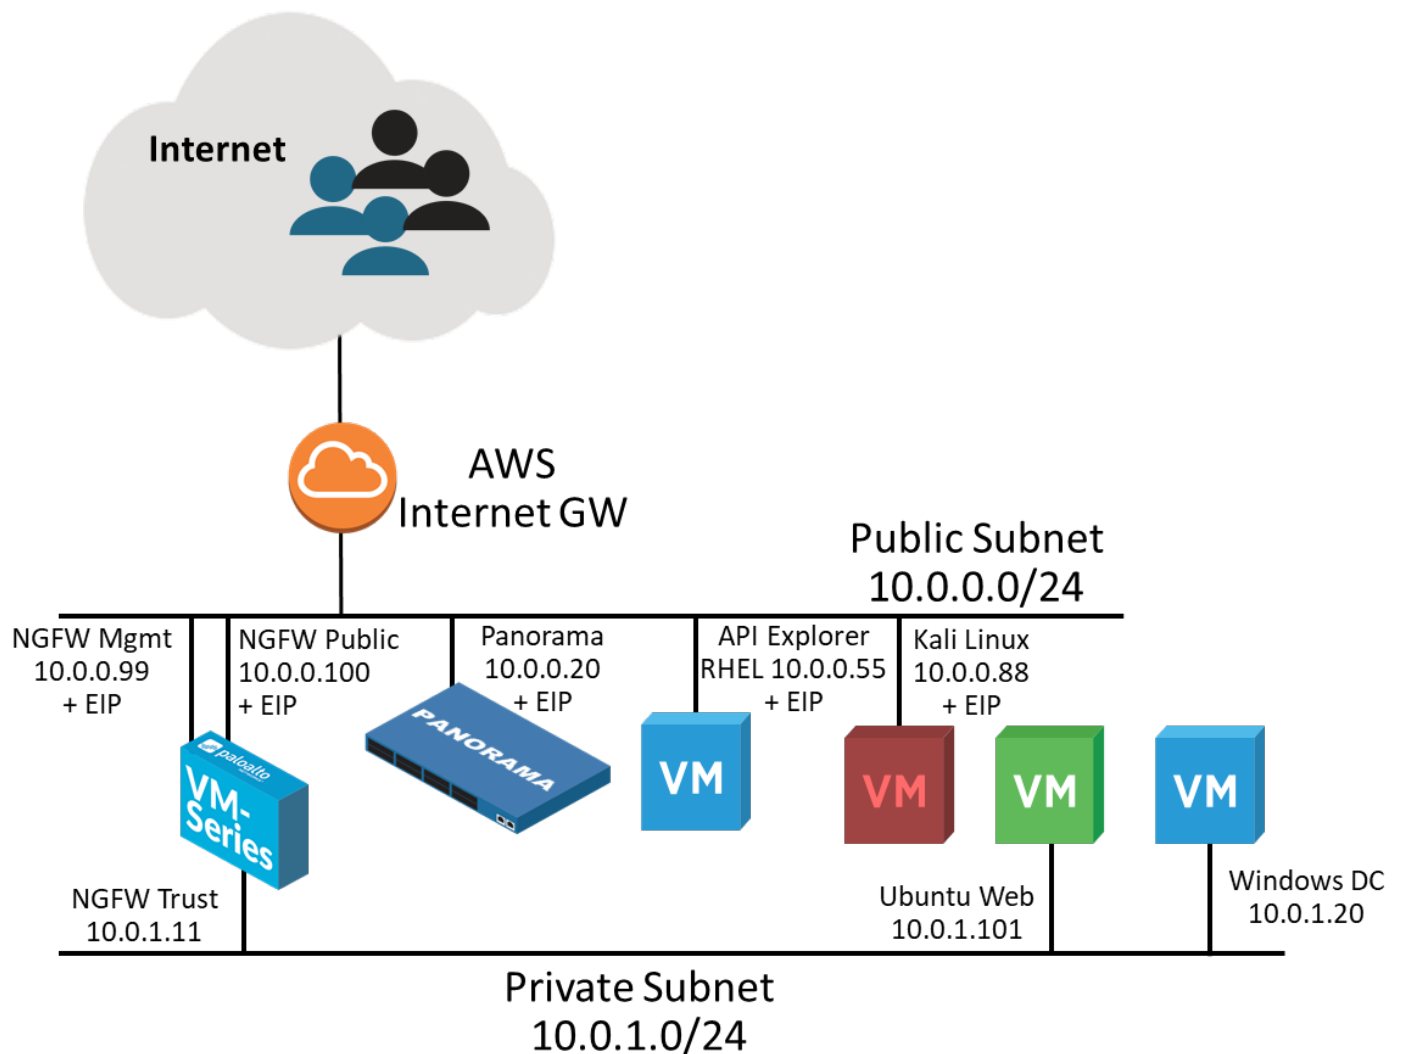 Internet
AWS
Internet GW
Public Subnet
10.0.0.0/24
NGFW Mgmt
10.0.0.99
+ EIP
NGFW Public
10.0.0.100
+ EIP
Panorama
10.0.0.20
+ EIP
API Explorer
RHEL 10.0.0.55
+ EIP
Kali Linux
10.0.0.88
+ EIP
paloalto
VM-
Series
PANORAMA
VM
VM
VM
VM
NGFW Trust
10.0.1.11
Ubuntu Web
10.0.1.101
Windows DC
10.0.1.20
Private Subnet
10.0.1.0/24